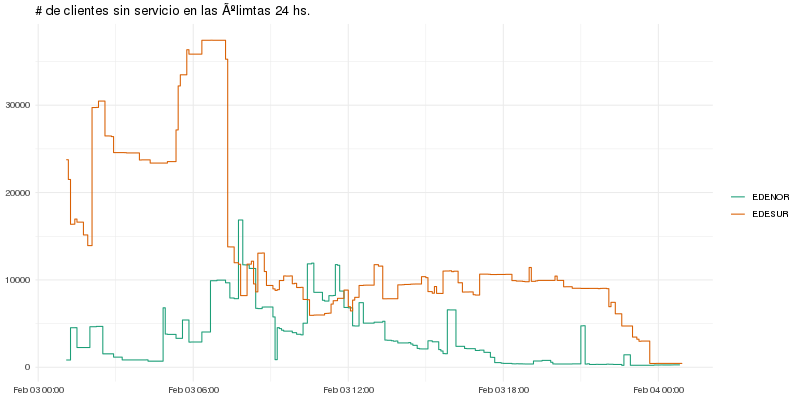 # de clientes sin servicio en las Ãºlimtas 24 hs.
30000
20000
10000
0
Feb 03 00:00 Feb 03 06:00 Feb 03 12:00 Feb 03 18:00 Feb 04 00:00
EDENOR
EDESUR